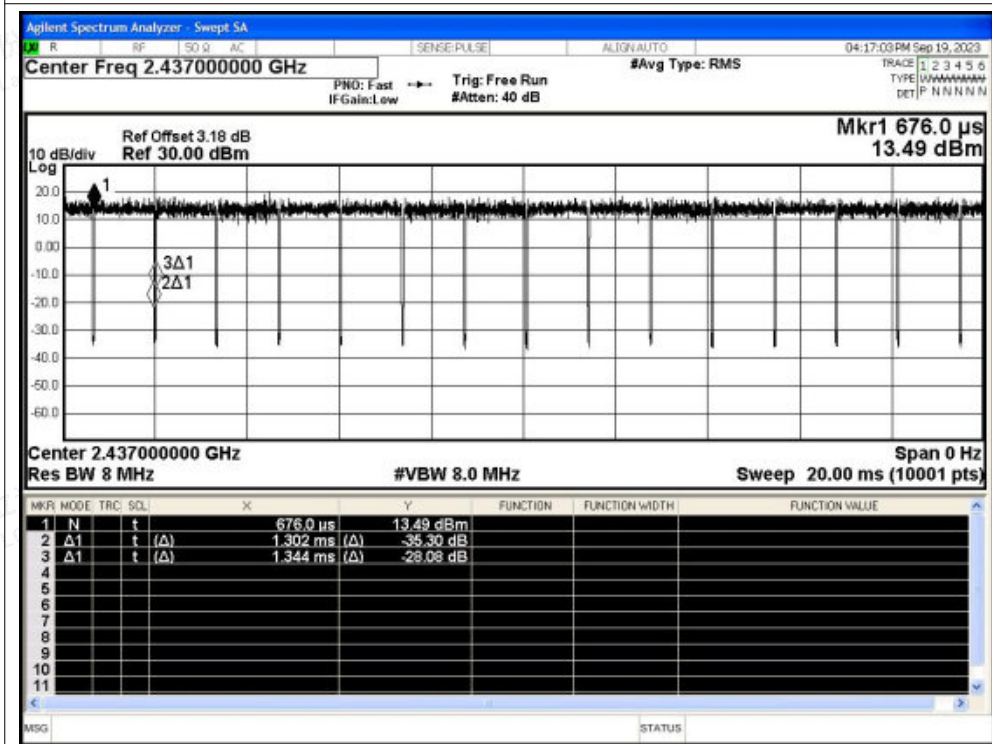 Agilent Spectrum Analyzer - Swept SA
R RF 50 Ω AC SENSE:PULSE ALIGN AUTO 04:17:03 PM Sep 19, 2023
Center Freq 2.437000000 GHz #Avg Type: RMS TRACE 1 2 3 4 5 6
PNO: Fast Trig: Free Run TYPE
IFGain:Low #Atten: 40 dB DET P N N N N N
Mkr1 676.0 µs
Ref Offset 3.18 dB
10 dB/div Ref 30.00 dBm 13.49 dBm
Log
20.0
1
10.0
0.00
3Δ1
-10.0
2Δ1
-20.0
-30.0
-40.0
-50.0
-60.0
Center 2.437000000 GHz Span 0 Hz
Res BW 8 MHz #VBW 8.0 MHz Sweep 20.00 ms (10001 pts)
MKR MODE TRC SCL X Y FUNCTION FUNCTION WIDTH FUNCTION VALUE
1 N t 676.0 µs 13.49 dBm
2 Δ1 t (Δ) 1.302 ms (Δ) -35.30 dB
3 Δ1 t (Δ) 1.344 ms (Δ) -28.08 dB
4
5
6
7
8
9
10
11
MSG STATUS